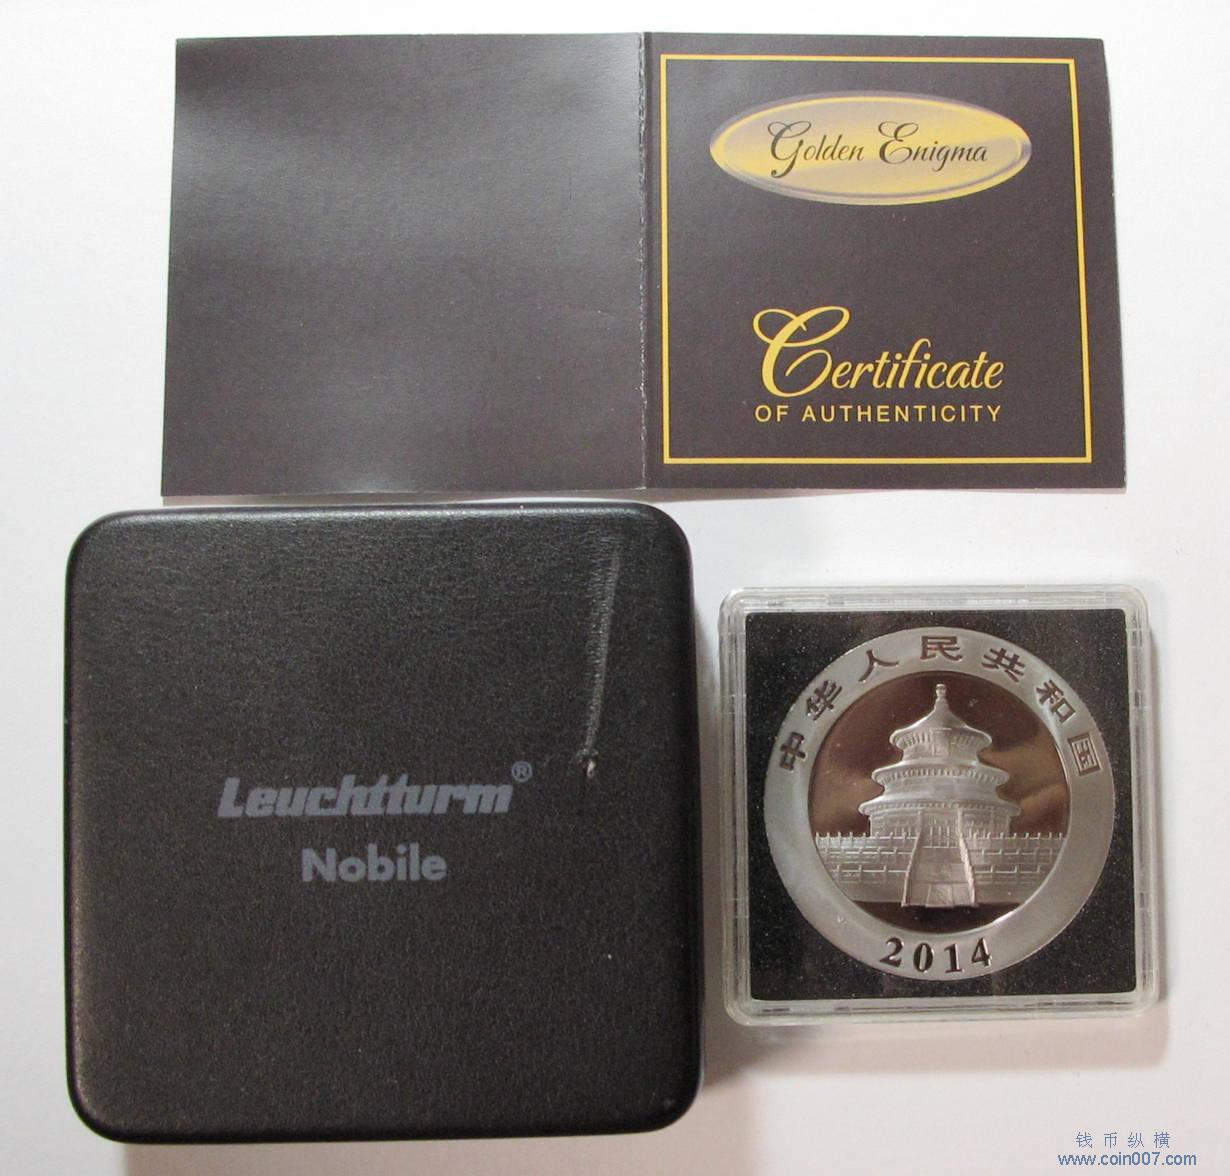 Golden Enigma
Certificate
OF AUTHENTICITY
Leuchtturm®
Nobile
中华人民共和国
2014
钱币纵横
www.coin007.com